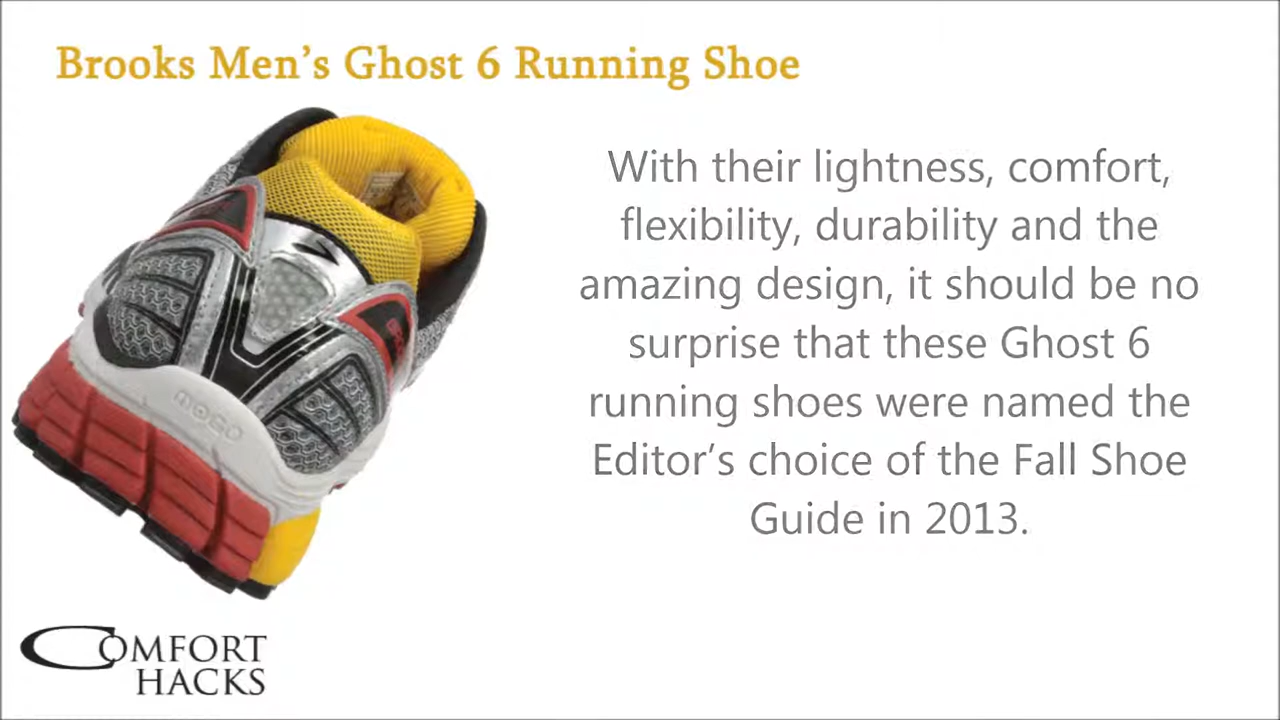 Brooks Men’s Ghost 6 Running Shoe
With their lightness, comfort,
flexibility, durability and the
amazing design, it should be no
surprise that these Ghost 6
running shoes were named the
Editor’s choice of the Fall Shoe
Guide in 2013.
MOGO
COMFORT
HACKS